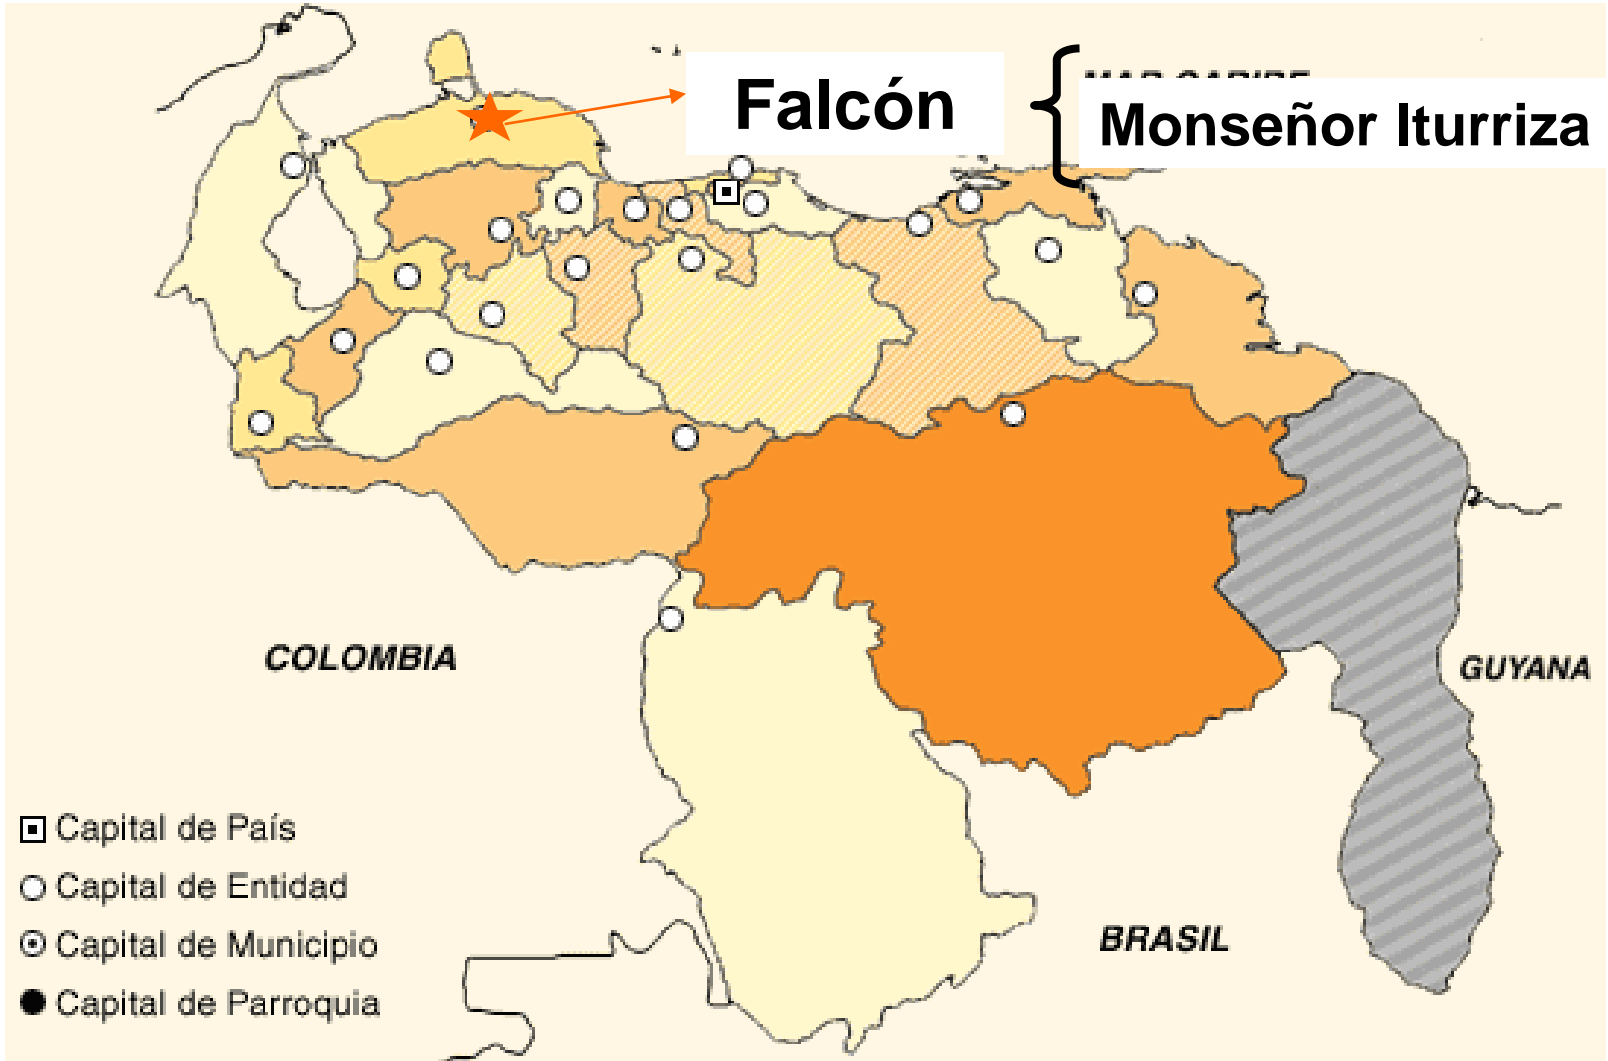 Falcón
Monseñor Iturriza
COLOMBIA
GUYANA
BRASIL
Capital de País
Capital de Entidad
Capital de Municipio
Capital de Parroquia